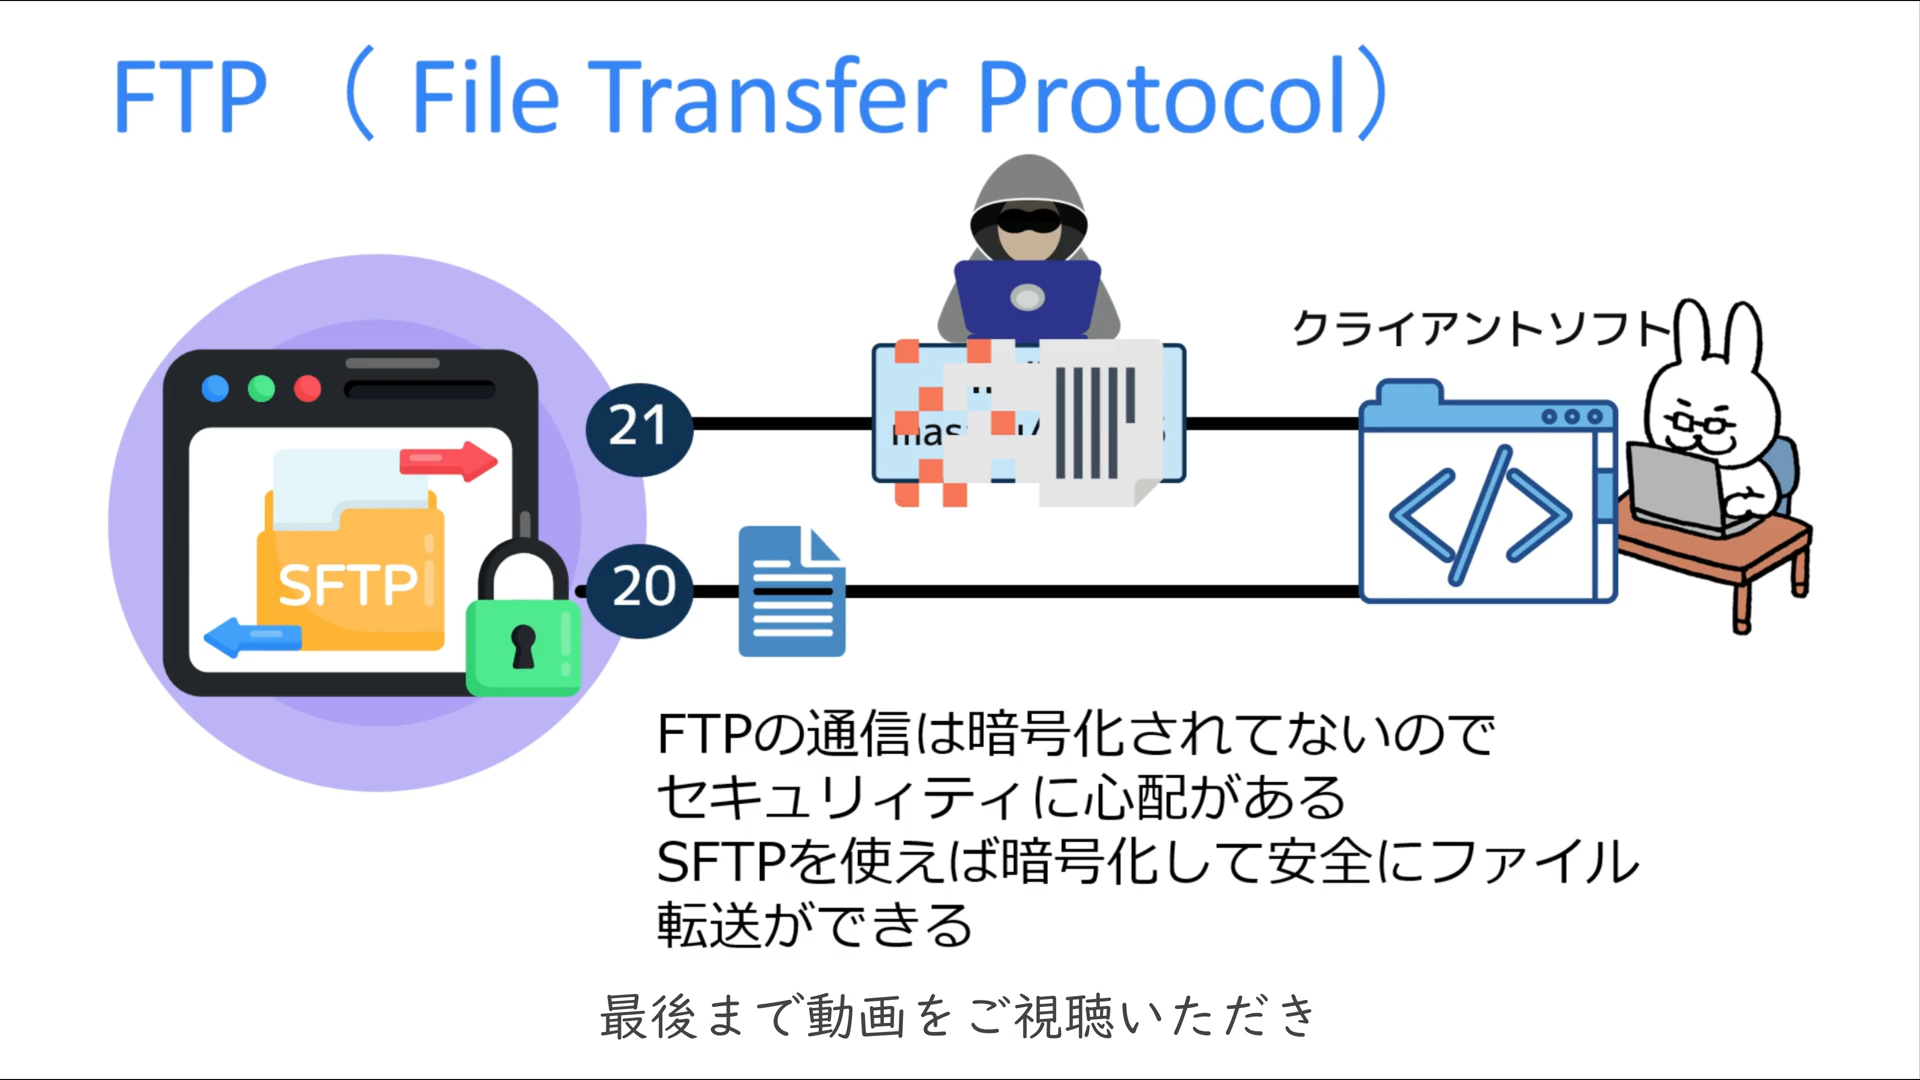 FTP （ File Transfer Protocol）
クライアントソフト
21
mas
SFTP
20
FTPの通信は暗号化されてないので
セキュリィティに心配がある
SFTPを使えば暗号化して安全にファイル
転送ができる
最後まで動画をご視聴いただき